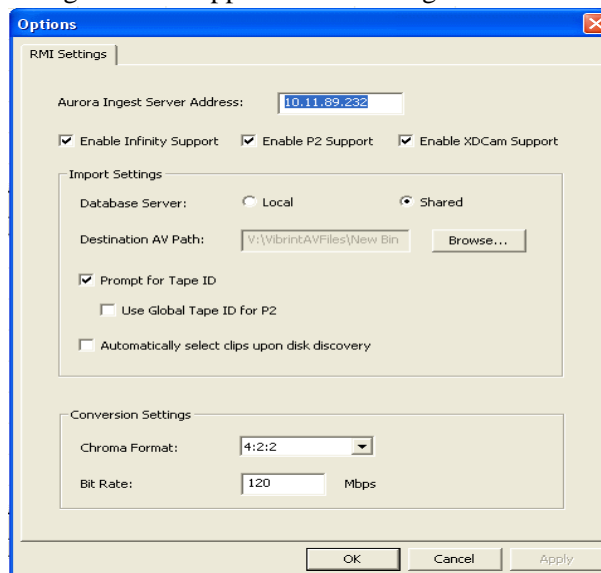 Options
RMI Settings
Aurora Ingest Server Address: 10.11.89.232
Enable Infinity Support Enable P2 Support Enable XDCam Support
Import Settings
Database Server: Local Shared
Destination AV Path: V:\VibrintAVFiles\New Bin Browse...
Prompt for Tape ID
Use Global Tape ID for P2
Automatically select clips upon disk discovery
Conversion Settings
Chroma Format: 4:2:2
Bit Rate: 120 Mbps
OK Cancel Apply